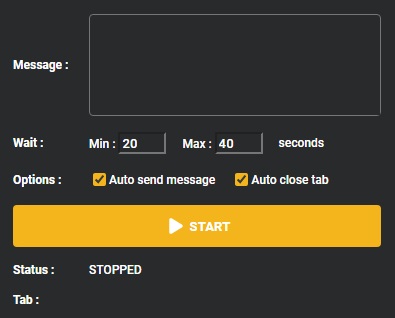 Message :
Wait : Min : 20 Max : 40 seconds
Options : Auto send message Auto close tab
START
Status : STOPPED
Tab :